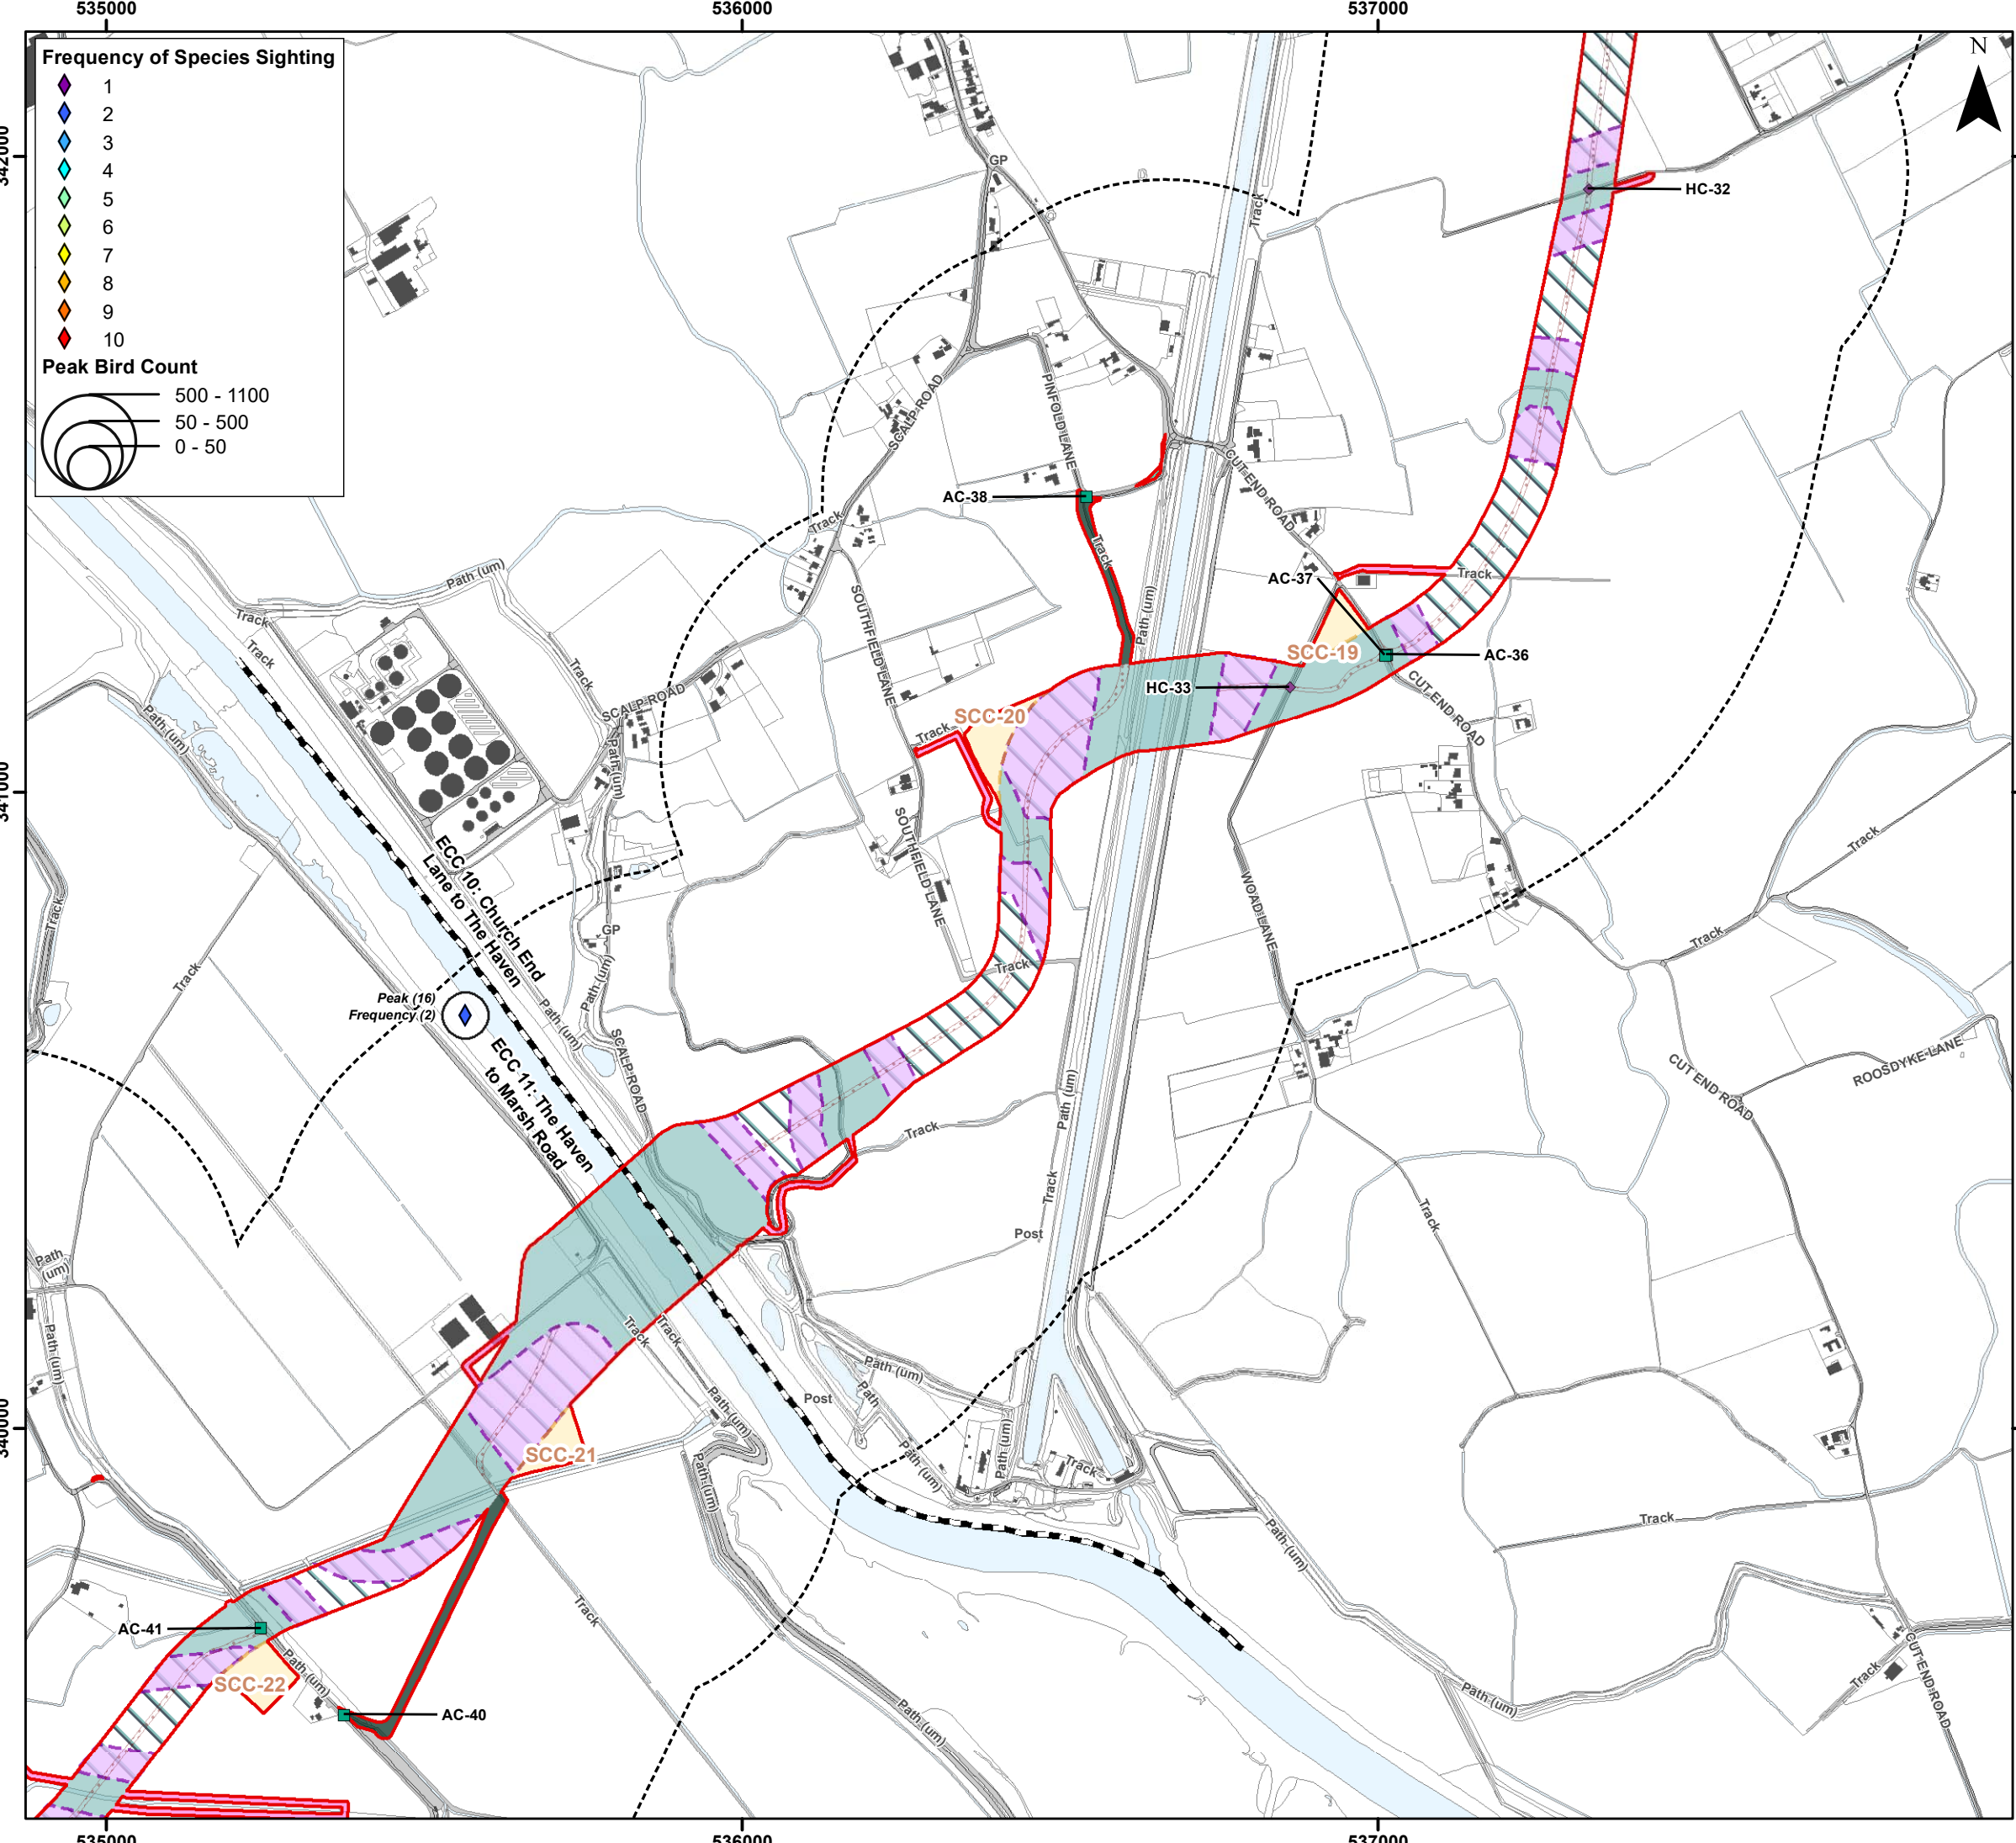 535000
536000
537000
342000
341000
340000
Frequency of Species Sighting
1
2
3
4
5
6
7
8
9
10
Peak Bird Count
500 - 1100
50 - 500
0 - 50
N
GP
Track
HC-32
SCALP ROAD
PINFOLD LANE
CUT END ROAD
AC-38
Track
Track
Path (um)
Track
Track
Path (um)
AC-37
Track
SOUTHFIELD LANE
Path (um)
Track
SCC-19
AC-36
HC-33
CUT END ROAD
SCALP ROAD
SCC-20
Track
Path (um)
Path (um)
SOUTHFIELD LANE
ECC 10: Church End
Lane to The Haven
WOAD LANE
Track
Track
Track
Track
GP
Track
Path (um)
Peak (16)
Frequency (2)
Path (um)
ECC 11: The Haven
to Marsh Road
SCALP ROAD
Path (um)
CUT END ROAD
ROOSDYKE LANE
Track
Track
Track
Post
Path
(um)
Path (um)
Track
Track
Path (um)
Path
Post
Path (um)
SCC-21
Path (um)
Path (um)
Path (um)
Track
Track
Path (um)
Track
AC-41
Path (um)
SCC-22
AC-40
Path (um)
Path (um)
Track
CUT END ROAD
535000
536000
537000